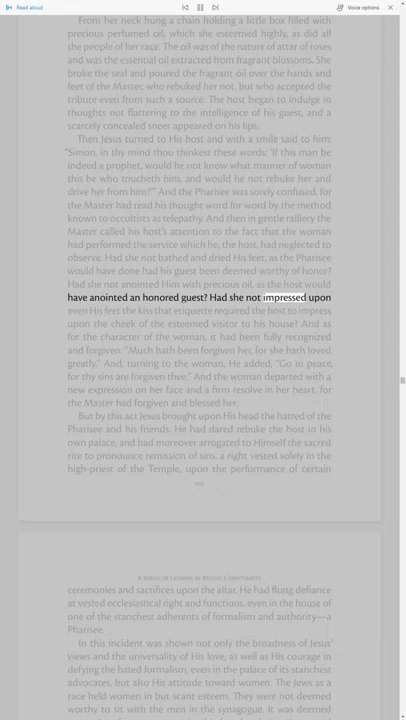 Read aloud
Voice options
From her neck hung a chain holding a little box filled with
precious perfumed oil, which she esteemed highly, as did all
the people of her race. The oil was of the nature of attar of roses
and was the essential oil extracted from fragrant blossoms. She
broke the seal and poured the fragrant oil over the hands and
feet of the Master, who rebuked her not, but who accepted the
tribute even from such a source. The host began to indulge in
thoughts not flattering to the intelligence of his guest, and a
scarcely concealed sneer appeared on his lips.
Then Jesus turned to His host and with a smile said to him:
“Simon, in thy mind thou thinkest these words: ‘If this man be
indeed a prophet, would he not know what manner of woman
this be who toucheth him, and would he not rebuke her and
drive her from him?’” And the Pharisee was sorely confused, for
the Master had read his thought word for word by the method
known to occultists as telepathy. And then in gentle raillery the
Master called his host’s attention to the fact that the woman
had performed the service which he, the host, had neglected to
observe. Had she not bathed and dried His feet, as the Pharisee
would have done had his guest been deemed worthy of honor?
Had she not anointed Him with precious oil, as the host would
have anointed an honored guest? Had she not impressed upon
even His feet the kiss that etiquette required the host to impress
upon the cheek of the esteemed visitor to his house? And as
for the character of the woman, it had been fully recognized
and forgiven. “Much hath been forgiven her, for she hath loved
greatly.” And, turning to the woman, He added, “Go in peace,
for thy sins are forgiven thee.” And the woman departed with a
new expression on her face and a firm resolve in her heart, for
the Master had forgiven and blessed her.
But by this act Jesus brought upon His head the hatred of the
Pharisee and his friends. He had dared rebuke the host in his
own palace, and had moreover arrogated to Himself the sacred
rite to pronounce remission of sins, a right vested solely in the
high-priest of the Temple, upon the performance of certain
A Series of Lessons in Mystic Christianity
ceremonies and sacrifices upon the altar. He had flung defiance
at vested ecclesiastical right and functions, even in the house of
one of the stanchest adherents of formalism and authority—a
Pharisee.
In this incident was shown not only the broadness of Jesus’
views and the universality of His love, as well as His courage in
defying the hated formalism, even in the palace of its stanchest
advocates, but also His attitude toward women. The Jews as a
race held women in but scant esteem. They were not deemed
worthy to sit with the men in the synagogue. It was deemed